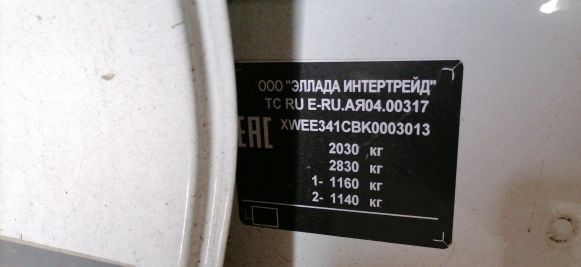 ООО "ЭЛЛАДА ИНТЕРТРЕЙД"
ТС RU E-RU.АЯ04.00317
EAC XWEE341CBK0003013
2030 кг
2830 кг
1- 1160 кг
2- 1140 кг